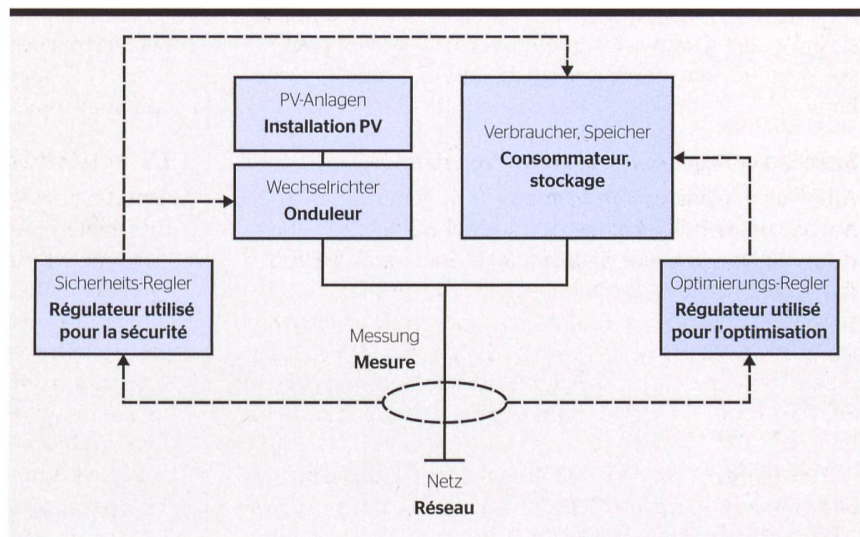 PV-Anlagen
Installation PV
Wechselrichter
Onduleur
Verbraucher, Speicher
Consommateur,
stockage
Sicherheits-Regler
Régulateur utilisé
pour la sécurité
Optimierungs-Regler
Régulateur utilisé
pour l'optimisation
Messung
Mesure
Netz
Réseau